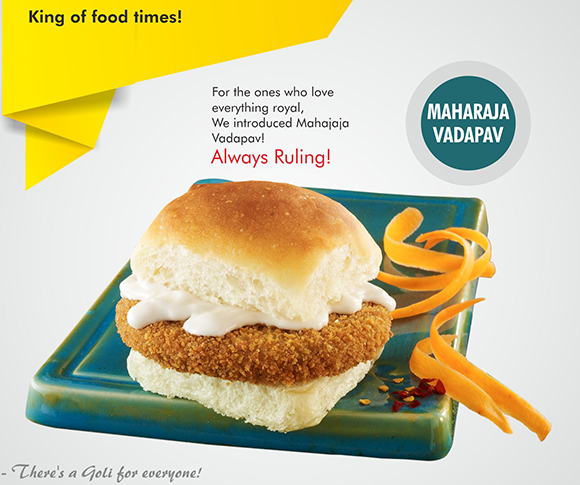 King of food times!
For the ones who love
everything royal,
We introduced Mahajaja
Vadapav!
Always Ruling!
MAHARAJA
VADAPAV
- There's a Goli for everyone!